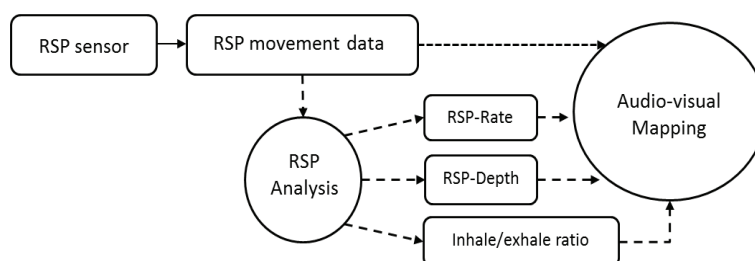 RSP sensor
RSP movement data
Audio-visual
Mapping
RSP-Rate
RSP
Analysis
RSP-Depth
Inhale/exhale ratio